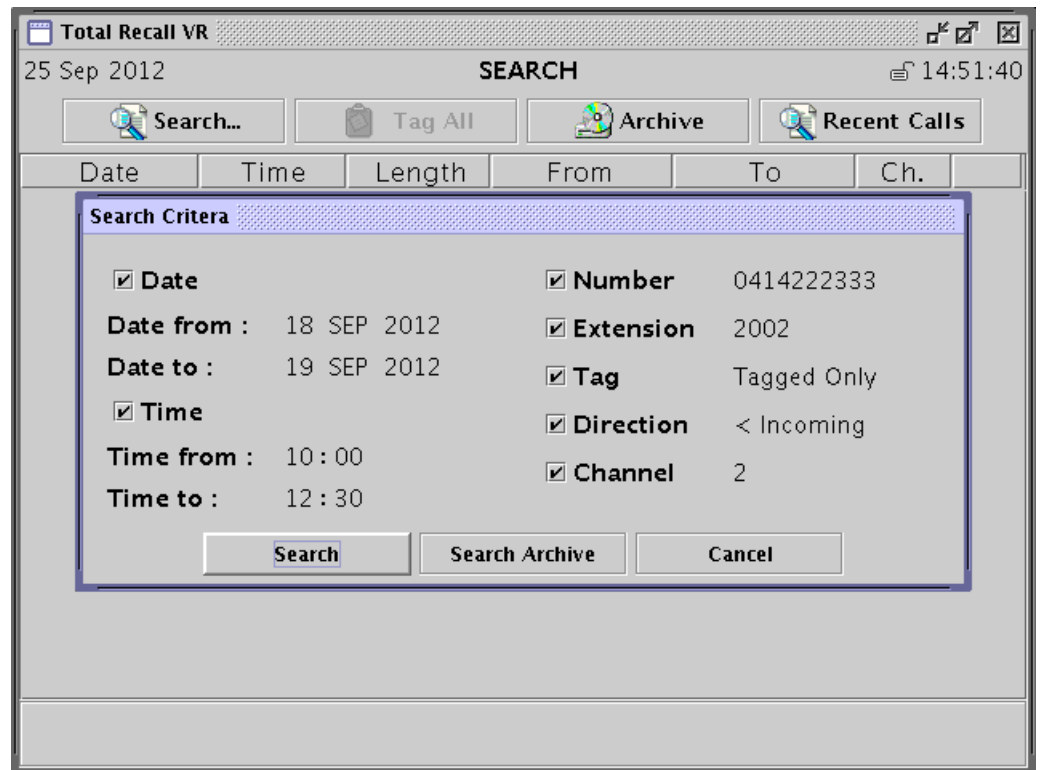 Total Recall VR
25 Sep 2012 SEARCH 14:51:40
Search... Tag All Archive Recent Calls
Date Time Length From To Ch.
Search Critera
Date
Date from : 18 SEP 2012
Date to : 19 SEP 2012
Time
Time from : 10:00
Time to : 12:30
Number 0414222333
Extension 2002
Tag Tagged Only
Direction < Incoming
Channel 2
Search Search Archive Cancel